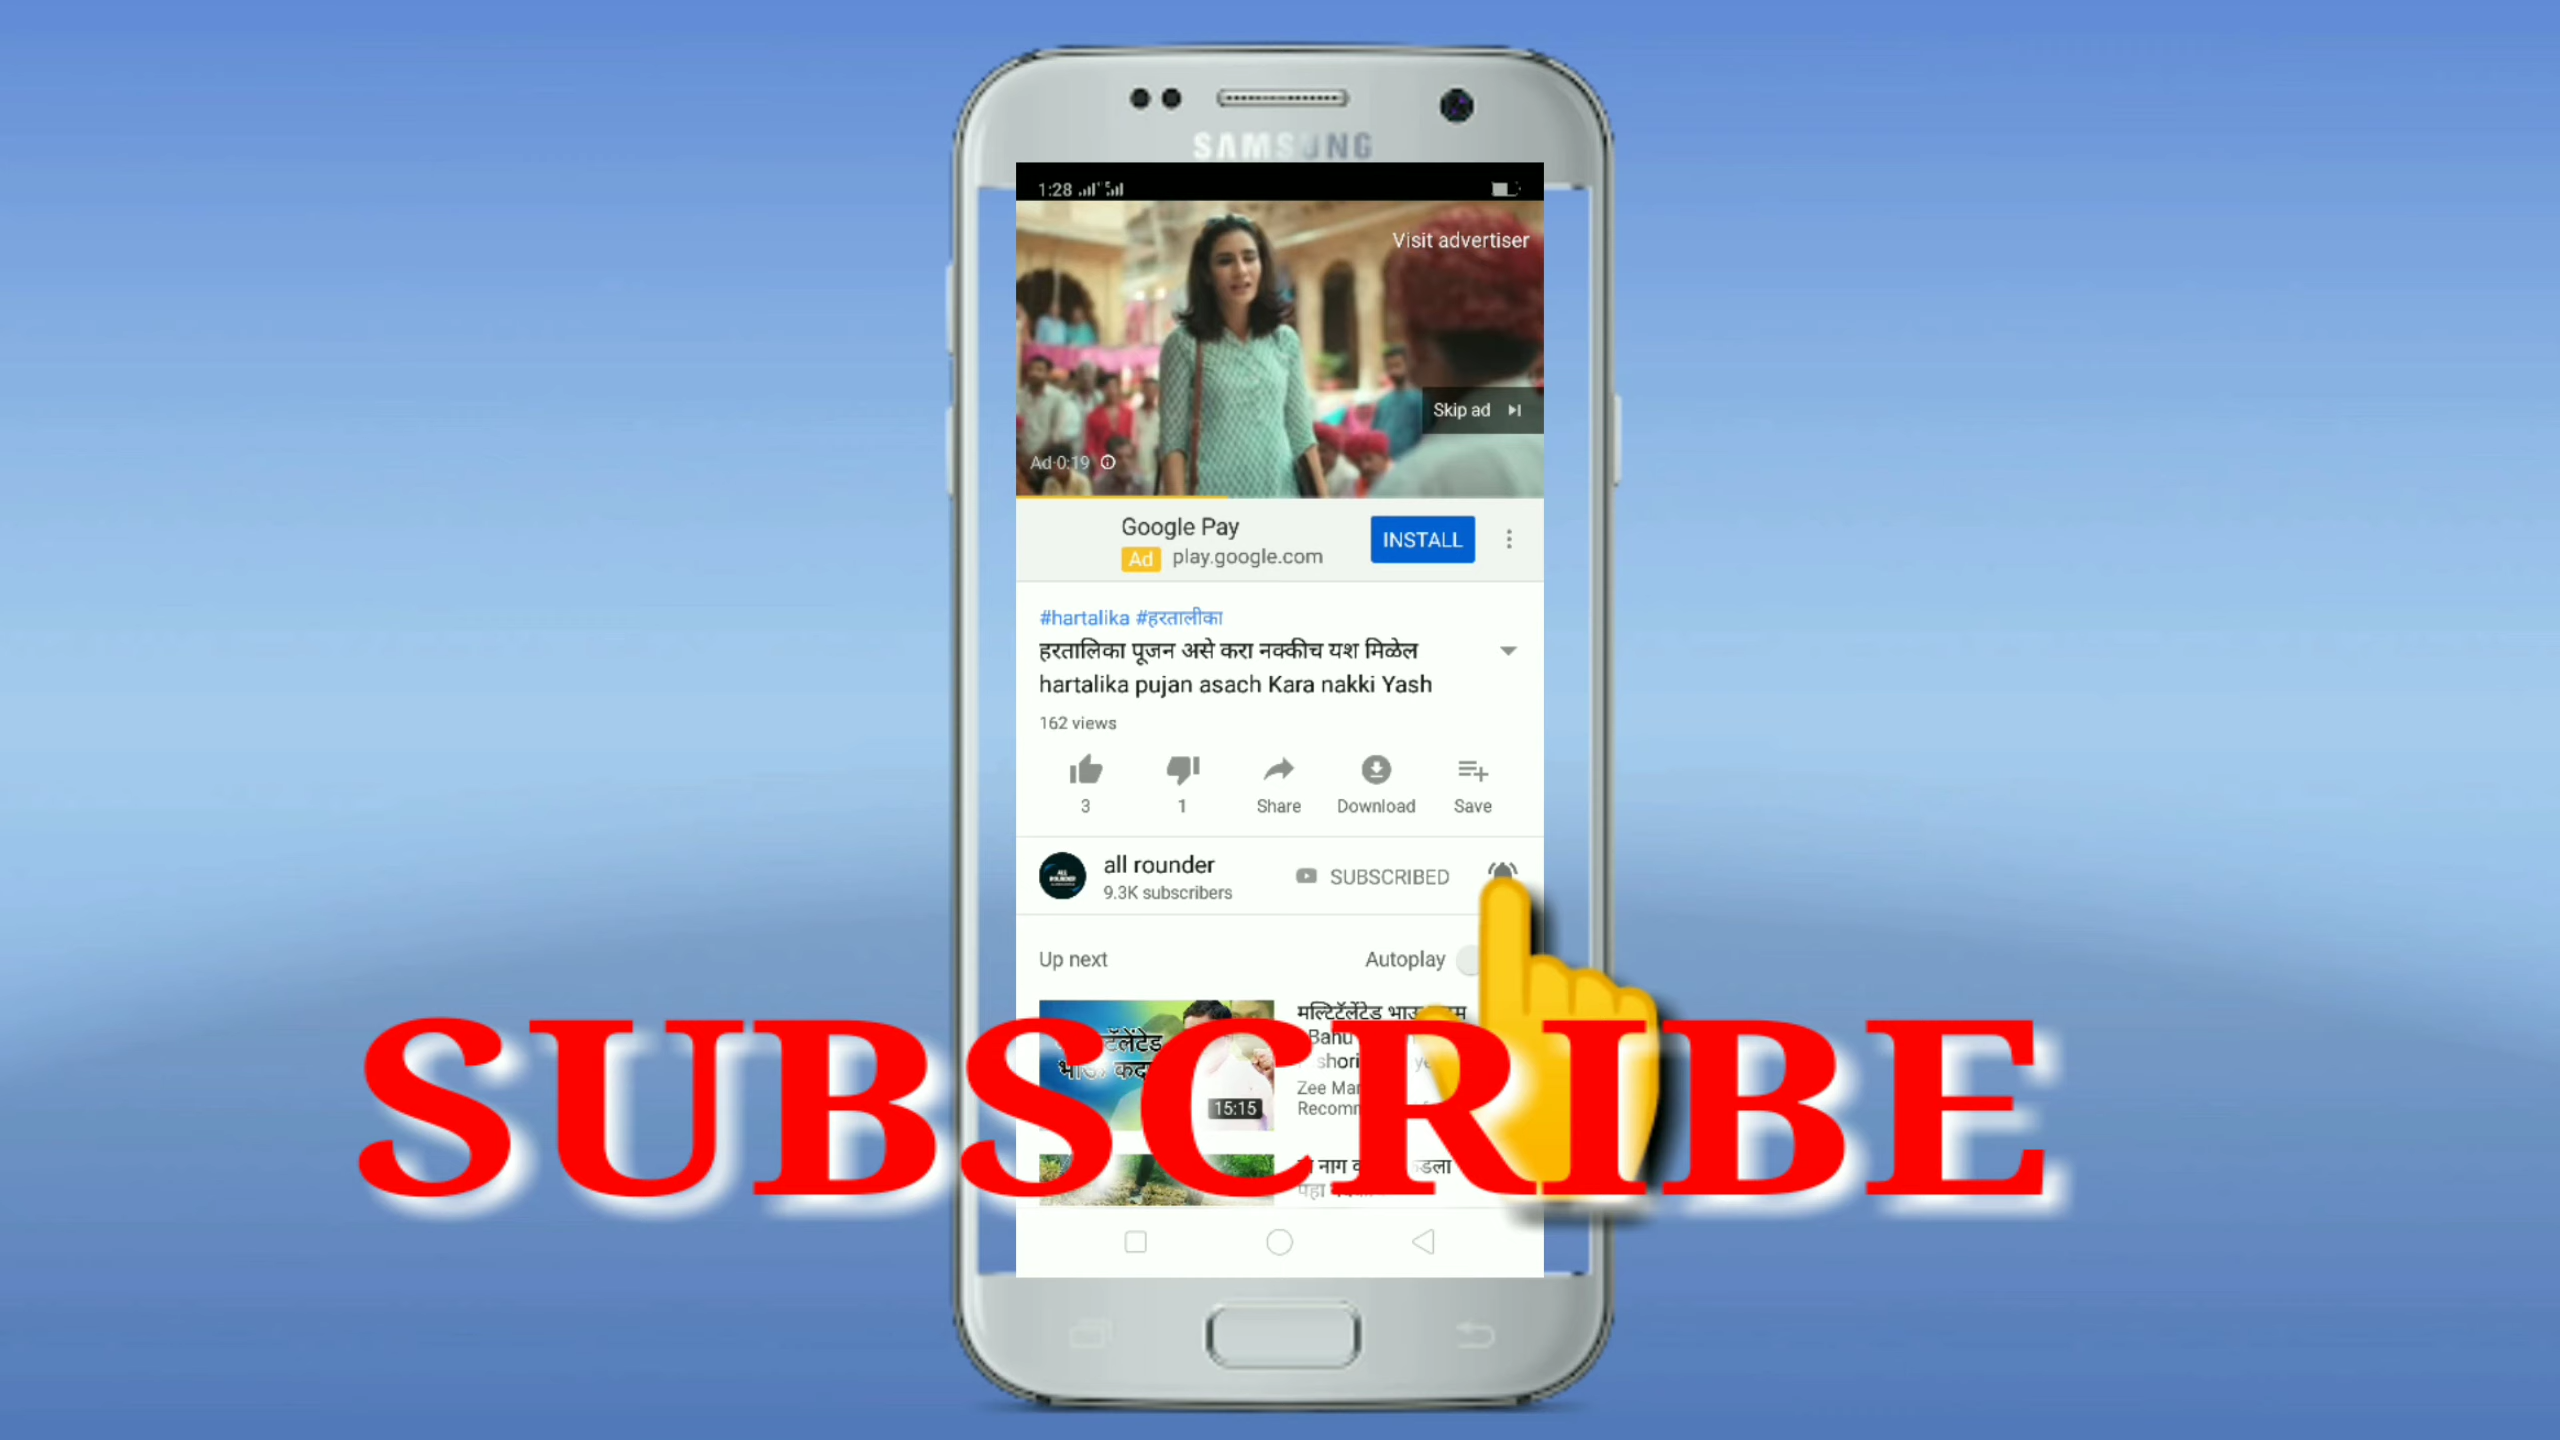 SAMSUNG
1:28
Visit advertiser
Skip ad
Ad·0:19
Google Pay
INSTALL
Ad play.google.com
#hartalika #हरतालीका
हरतालिका पूजन असे करा नक्कीच यश मिळेल
hartalika pujan asach Kara nakki Yash
162 views
3
1
Share
Download
Save
all rounder
SUBSCRIBED
9.3K subscribers
Up next
Autoplay
मल्टिटॅलेंटेड
15:15
Zee
SUBSCRIBE